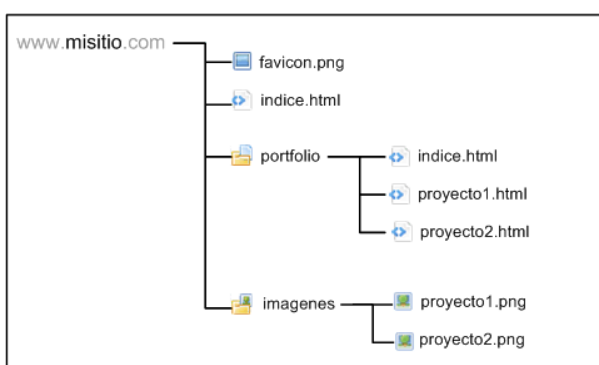 www.misitio.com
favicon.png
indice.html
portfolio
indice.html
proyecto1.html
proyecto2.html
imagenes
proyecto1.png
proyecto2.png